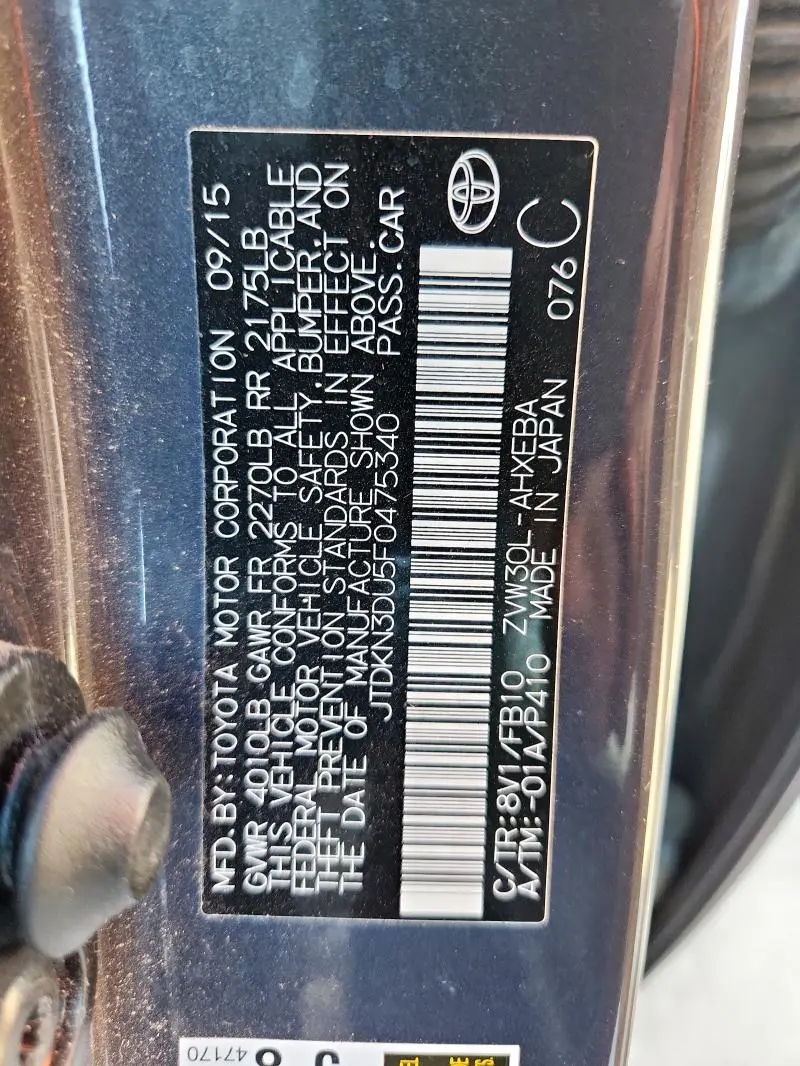 MFD.BY:TOYOTA MOTOR CORPORATION 09/15
GVWR 4010LB GAWR FR 2270LB RR 2175LB
THIS VEHICLE CONFORMS TO ALL APPLICABLE
FEDERAL MOTOR VEHICLE SAFETY,BUMPER,AND
THEFT PREVENTION STANDARDS IN EFFECT ON
THE DATE OF MANUFACTURE SHOWN ABOVE.
JTDKN3DU5F0475340 PASS.CAR
C/TR:8V1/FB10 ZVW30L-AHXEBA 076 C
A/TM:-01A/P410 MADE IN JAPAN
47170